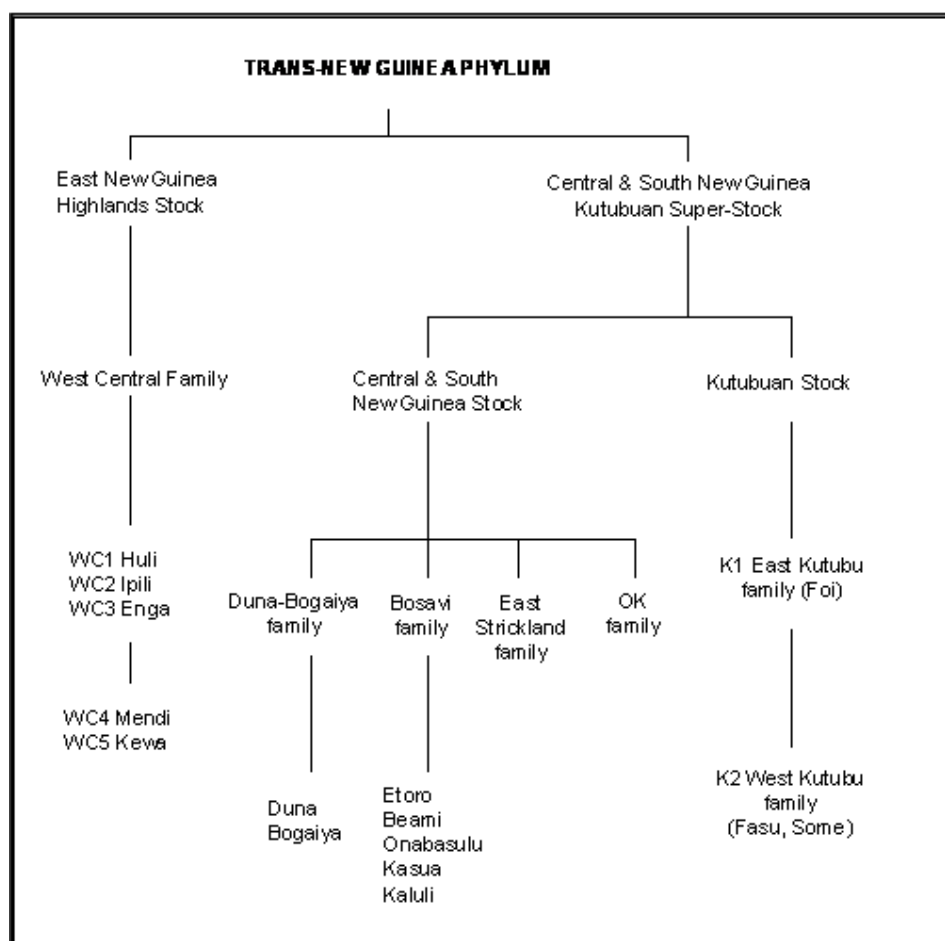 TRANS-NEW GUINEA PHYLUM
East New Guinea
Highlands Stock
Central & South New Guinea
Kutubuan Super-Stock
West Central Family
Central & South
New Guinea Stock
Kutubuan Stock
WC1 Huli
WC2 Ipili
WC3 Enga
WC4 Mendi
WC5 Kewa
Duna-Bogaiya
family
Bosavi
family
East
Strickland
family
OK
family
K1 East Kutubu
family (Foi)
Duna
Bogaiya
Etoro
Beami
Onabasulu
Kasua
Kaluli
K2 West Kutubu
family
(Fasu, Some)